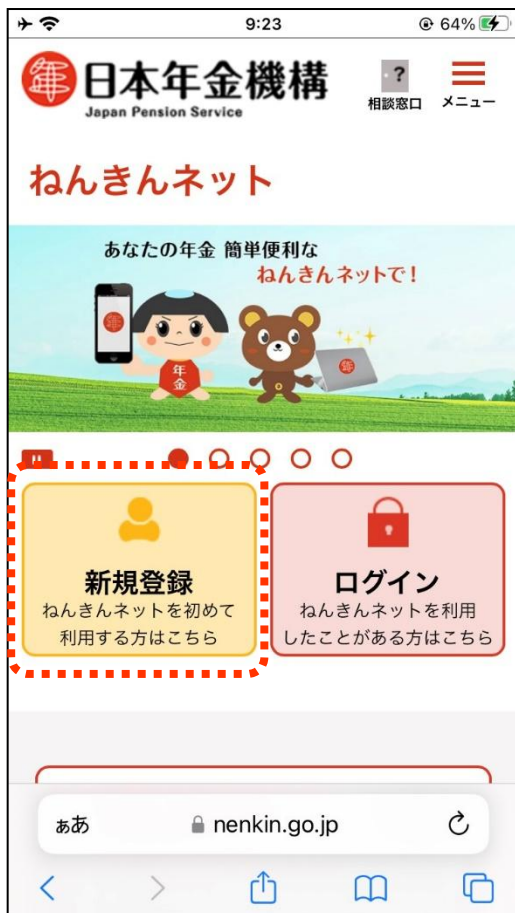 9:23
64%
年
日本年金機構
Japan Pension Service
?
相談窓口
メニュー
ねんきんネット
あなたの年金 簡単便利な
ねんきんネットで!
年
年金
年
新規登録
ねんきんネットを初めて
利用する方はこちら
ログイン
ねんきんネットを利用
したことがある方はこちら
ぁあ
nenkin.go.jp